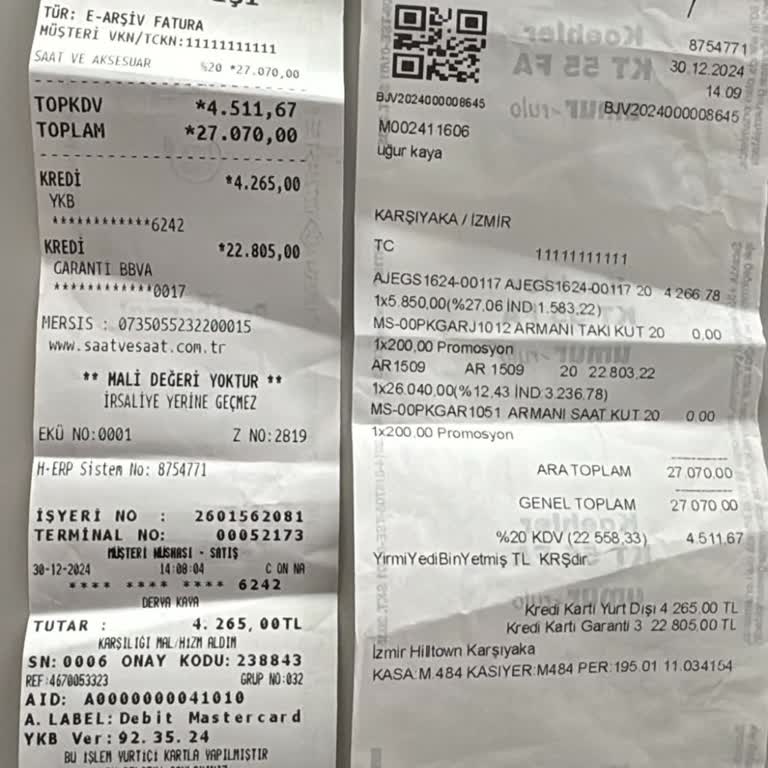 TÜR: E-ARŞİV FATURA
MÜŞTERİ VKN/TCKN:11111111111
SAAT VE AKSESUAR %20 *27.070,00
TOPKDV *4.511,67
TOPLAM *27.070,00
KREDİ *4.265,00
YKB
************6242
KREDİ *22.805,00
GARANTI BBVA
************0017
MERSIS : 0735055232200015
www.saatvesaat.com.tr
** MALİ DEĞERİ YOKTUR **
İRSALİYE YERİNE GEÇMEZ
EKÜ NO:0001 Z NO:2819
H-ERP Sistem No: 8754771
İŞYERİ NO : 2601562081
TERMINAL NO: 00052173
MÜŞTERİ NÜSHASI - SATIŞ
30-12-2024 14:08:04 C ON NA
**** **** **** 6242
DERYA KAYA
TUTAR : 4.265,00TL
KARŞILIĞI MAL/HIZM ALDIM
SN:0006 ONAY KODU:238843
REF:4670053323 GRUP NO:032
AID: A0000000041010
A. LABEL:Debit Mastercard
YKB Ver:92.35.24
BU İŞLEM YURTİÇİ KARTLA YAPILMIŞTIR
8754771
30.12.2024
14:09
BJV2024000008645
BJV2024000008645
M002411606
uğur kaya
KARŞIYAKA / İZMİR
TC 11111111111
AJEGS1624-00117 AJEGS1624-00117 20 4 266,78
1x5.850,00(%27,06 İND:1.583,22)
MS-00PKGARJ1012 ARMANI TAKI KUT 20 0,00
1x200,00 Promosyon
AR1509 AR 1509 20 22 803,22
1x26.040,00(%12,43 İND:3.236,78)
MS-00PKGAR1051 ARMANI SAAT KUT 20 0,00
1x200,00 Promosyon
ARA TOPLAM 27.070,00
GENEL TOPLAM 27 070,00
%20 KDV (22 558,33) 4.511,67
YirmiYediBinYetmiş TL KRŞdır.
Kredi Kartı Yurt Dışı 4 265,00 TL
Kredi Kartı Garanti 3 22 805,00 TL
İzmir Hilltown Karşıyaka
KASA:M.484 KASIYER:M484 PER:195.01 11.034154